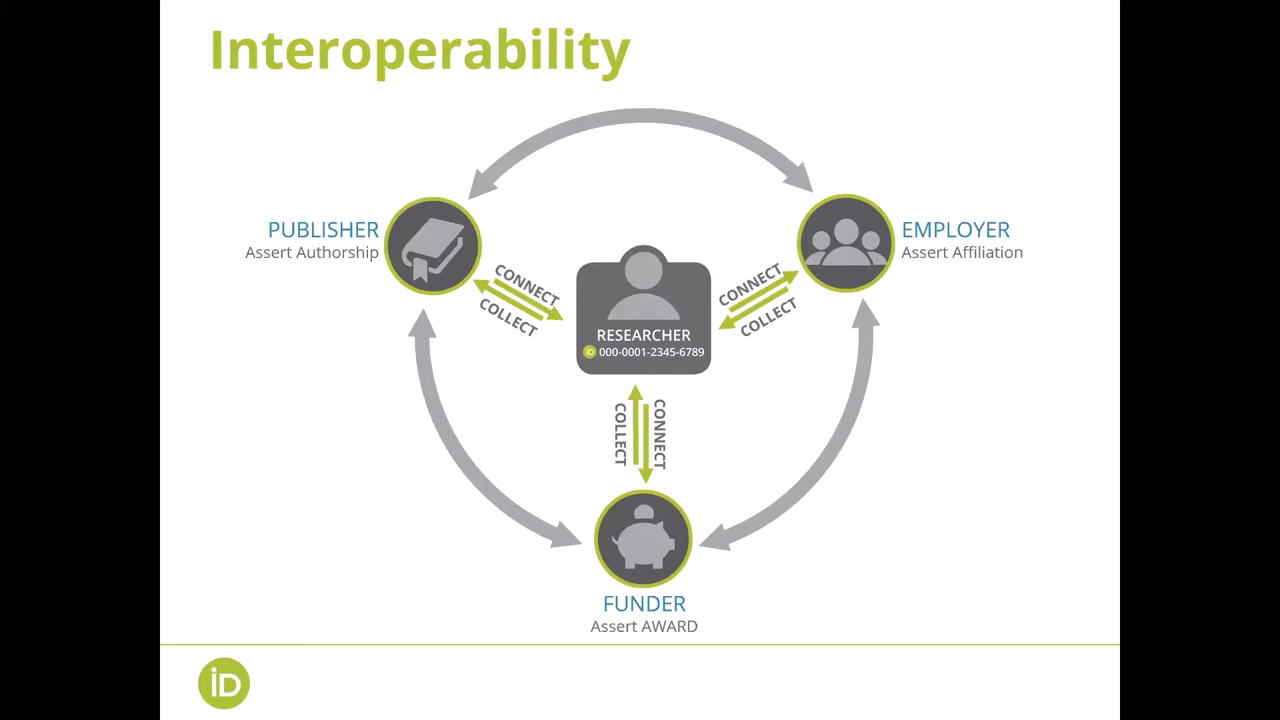 Interoperability
PUBLISHER
Assert Authorship
EMPLOYER
Assert Affiliation
CONNECT
COLLECT
CONNECT
COLLECT
RESEARCHER
iD 000-0001-2345-6789
COLLECT
CONNECT
FUNDER
Assert AWARD
iD